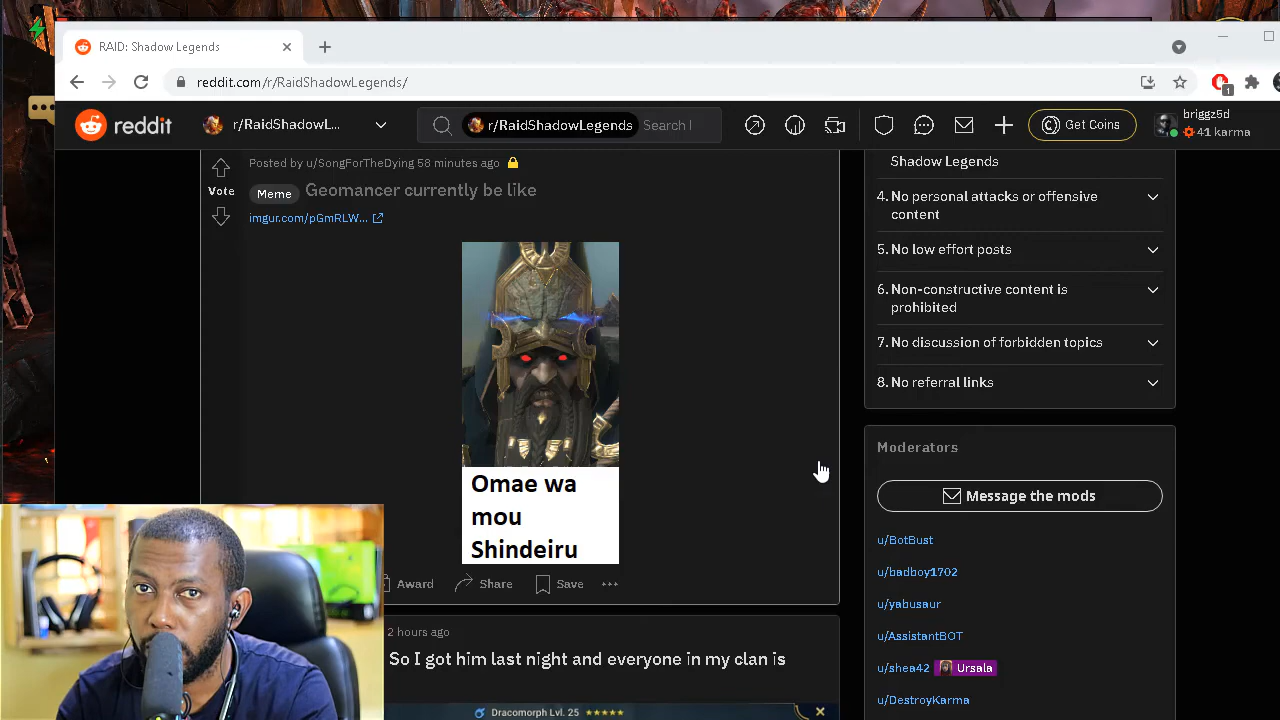 RAID: Shadow Legends
reddit.com/r/RaidShadowLegends/
1
reddit
r/RaidShadowL...
r/RaidShadowLegends
Search
Get Coins
briggz5d
41 karma
Posted by u/SongForTheDying 58 minutes ago
Vote
Meme Geomancer currently be like
imgur.com/pGmRLW...
Omae wa
mou
Shindeiru
Award
Share
Save
2 hours ago
So I got him last night and everyone in my clan is
Dracomorph Lvl. 25
Shadow Legends
4. No personal attacks or offensive
content
5. No low effort posts
6. Non-constructive content is
prohibited
7. No discussion of forbidden topics
8. No referral links
Moderators
Message the mods
u/BotBust
u/badboy1702
u/yabusaur
u/AssistantBOT
u/shea42 Ursala
u/DestroyKarma